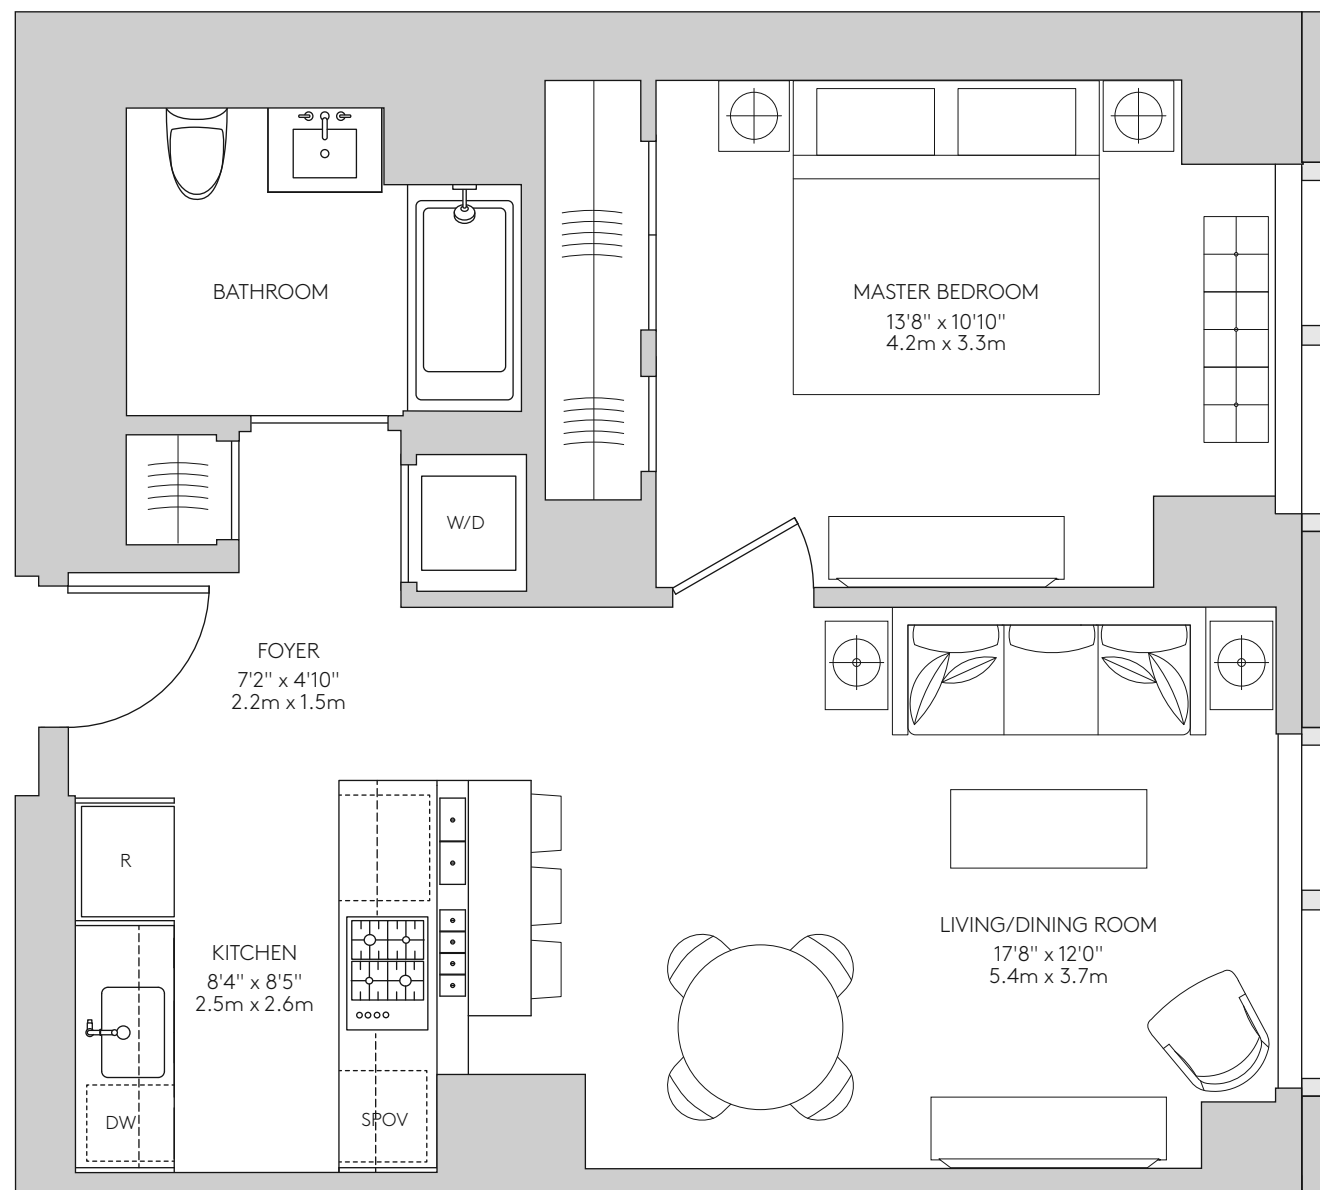 BATHROOM
MASTER BEDROOM
13'8" x 10'10"
4.2m x 3.3m
W/D
FOYER
7'2" x 4'10"
2.2m x 1.5m
R
KITCHEN
8'4" x 8'5"
2.5m x 2.6m
LIVING/DINING ROOM
17'8" x 12'0"
5.4m x 3.7m
DW
SPOV